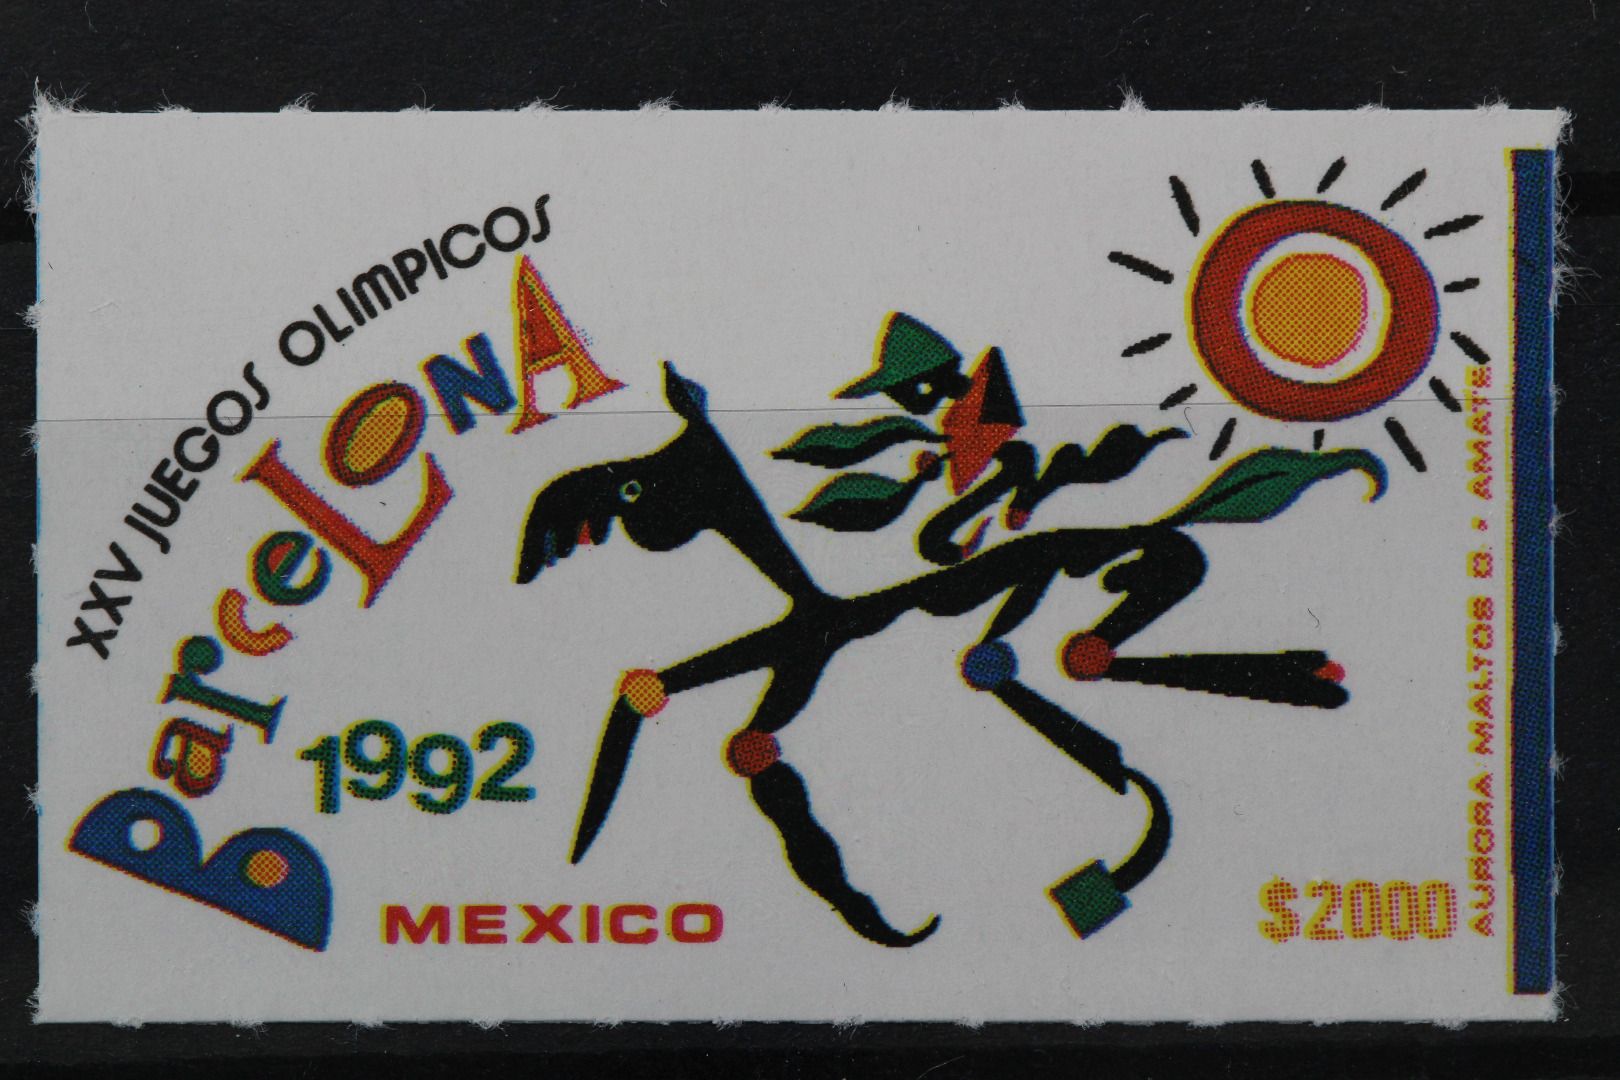 XXV JUEGOS OLIMPICOS
BarceLONA
1992
MEXICO
$2000
AURORA MALTOS D. • AMATE